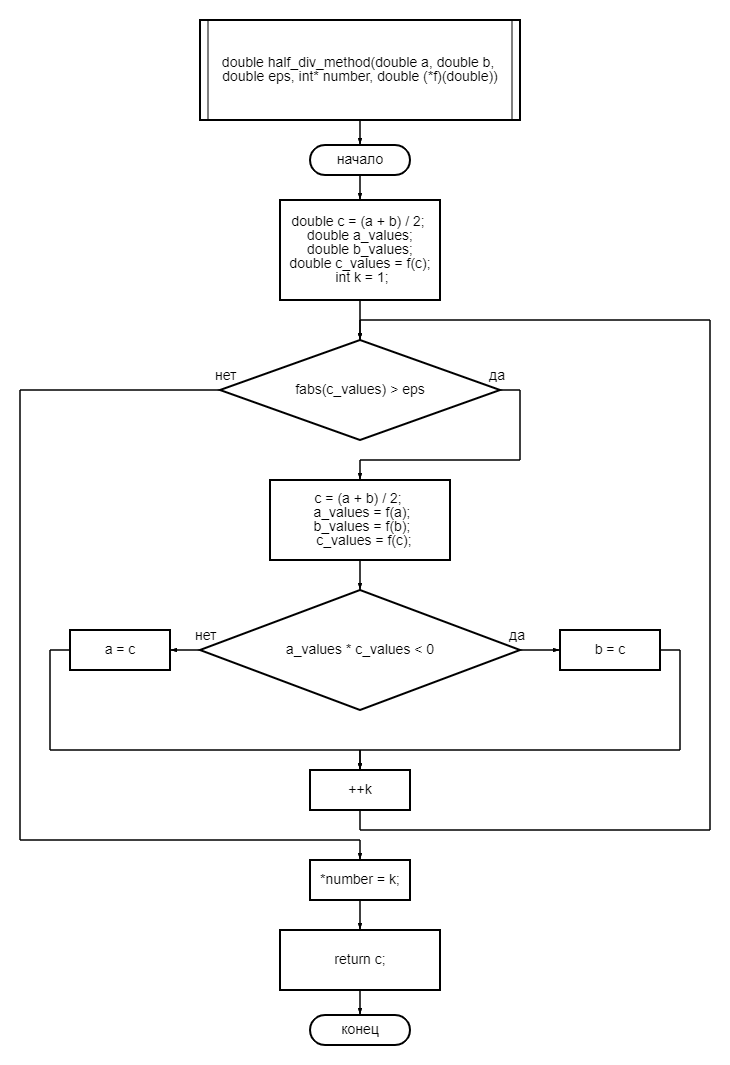 double half_div_method(double a, double b,
double eps, int* number, double (*f)(double))
начало
double c = (a + b) / 2;
double a_values;
double b_values;
double c_values = f(c);
int k = 1;
нет
да
fabs(c_values) > eps
c = (a + b) / 2;
a_values = f(a);
b_values = f(b);
c_values = f(c);
нет
да
a = c
a_values * c_values < 0
b = c
++k
*number = k;
return c;
конец